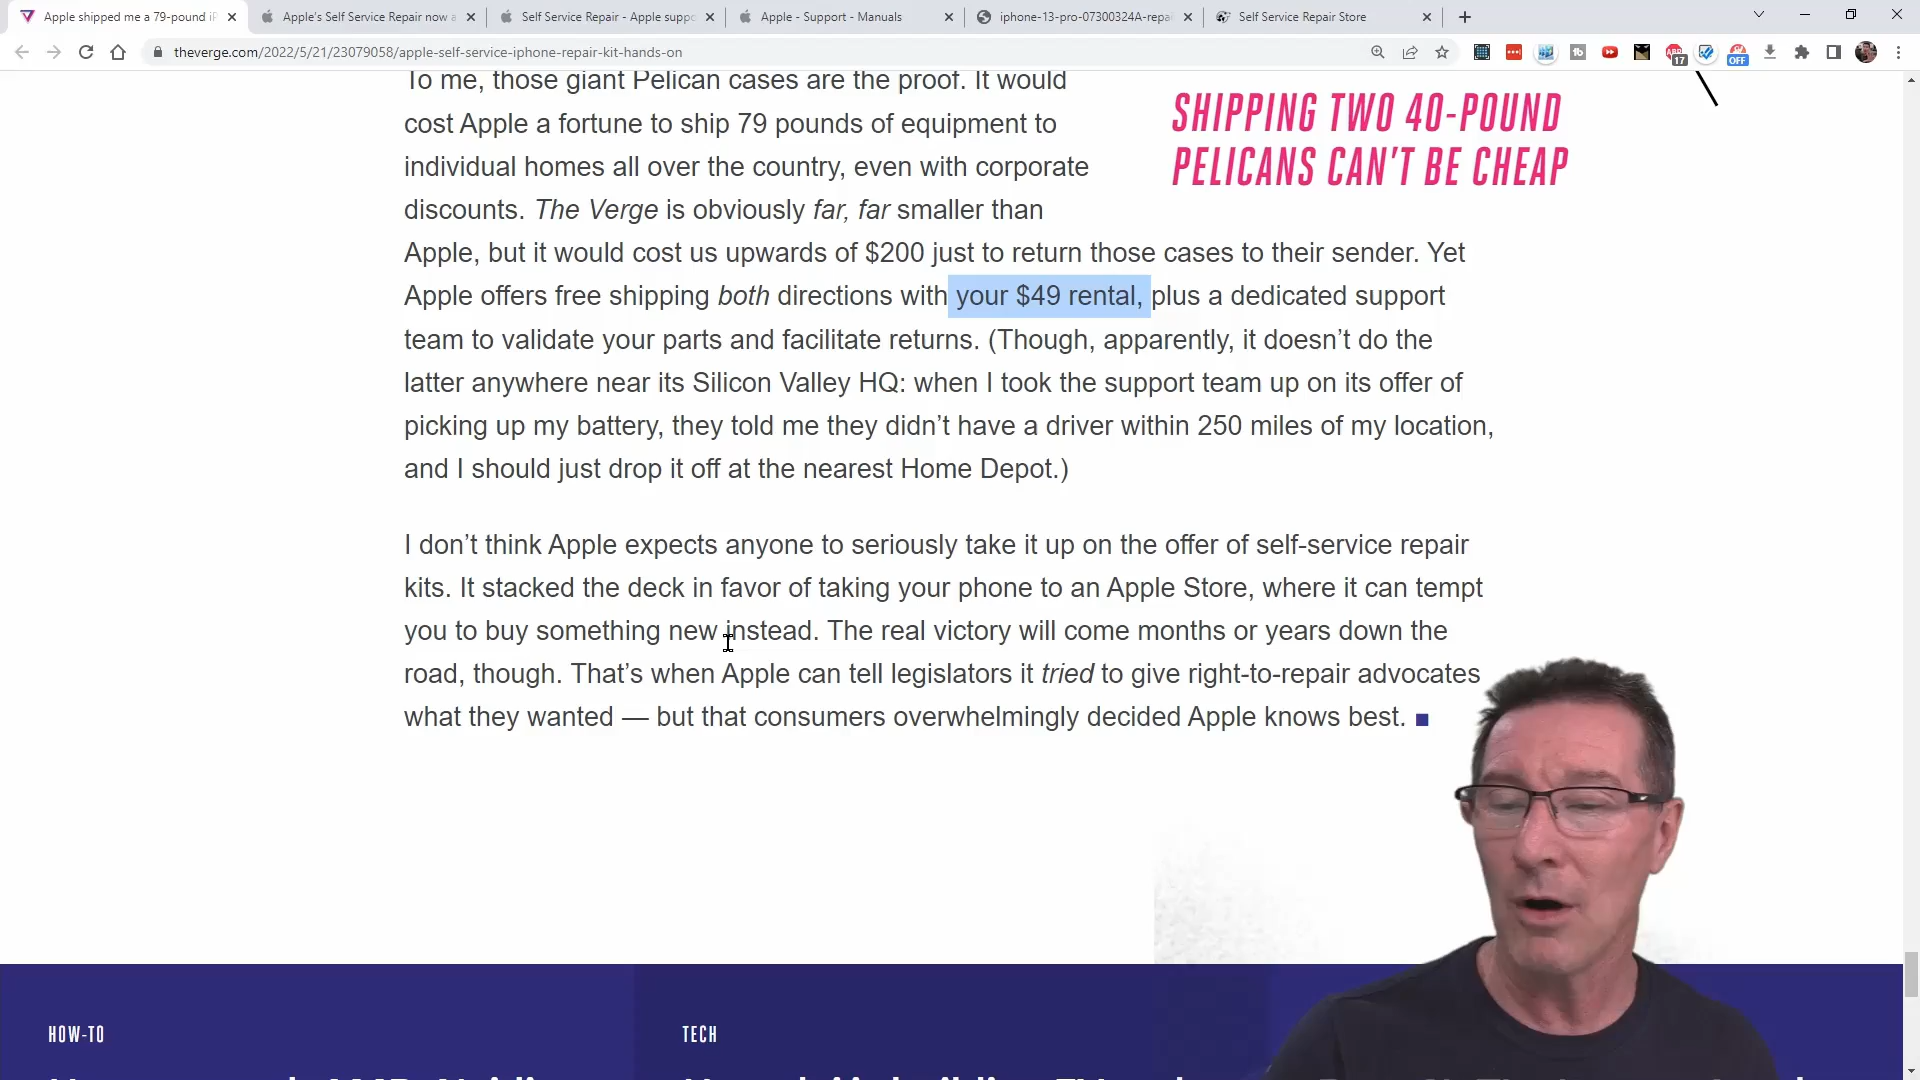 Apple shipped me a 79-pound iP
Apple's Self Service Repair now a
Self Service Repair - Apple suppo
Apple - Support - Manuals
iphone-13-pro-07300324A-repai
Self Service Repair Store
theverge.com/2022/5/21/23079058/apple-self-service-iphone-repair-kit-hands-on
17
OFF
To me, those giant Pelican cases are the proof. It would
cost Apple a fortune to ship 79 pounds of equipment to
individual homes all over the country, even with corporate
discounts. The Verge is obviously far, far smaller than
Apple, but it would cost us upwards of $200 just to return those cases to their sender. Yet
Apple offers free shipping both directions with your $49 rental, plus a dedicated support
team to validate your parts and facilitate returns. (Though, apparently, it doesn’t do the
latter anywhere near its Silicon Valley HQ: when I took the support team up on its offer of
picking up my battery, they told me they didn’t have a driver within 250 miles of my location,
and I should just drop it off at the nearest Home Depot.)
SHIPPING TWO 40-POUND
PELICANS CAN'T BE CHEAP
I don’t think Apple expects anyone to seriously take it up on the offer of self-service repair
kits. It stacked the deck in favor of taking your phone to an Apple Store, where it can tempt
you to buy something new instead. The real victory will come months or years down the
road, though. That’s when Apple can tell legislators it tried to give right-to-repair advocates
what they wanted — but that consumers overwhelmingly decided Apple knows best.
HOW-TO
TECH